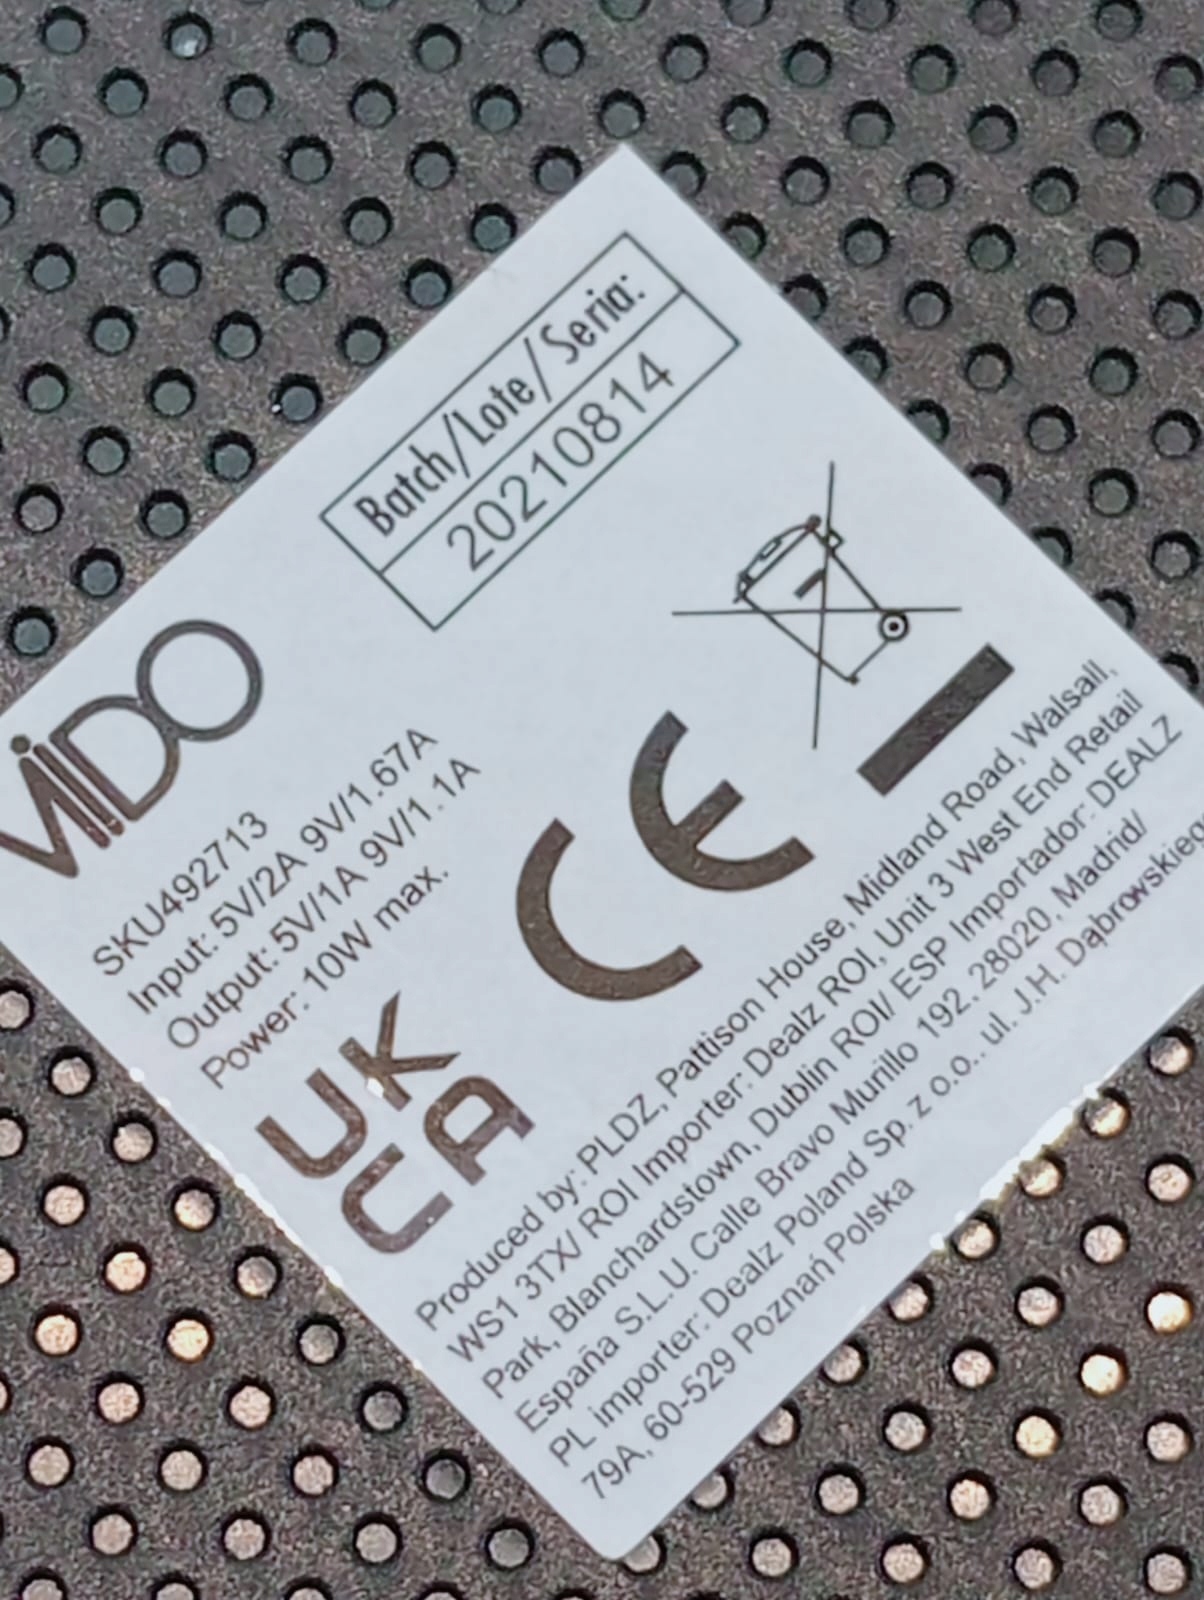 Batch/Lote/Seria:
20210814
VIIDO
SKU492713
Input: 5V/2A 9V/1.67A
Output: 5V/1A 9V/1.1A
Power: 10W max.
CE
UK
CA
Produced by: PLDZ, Pattison House, Midland Road, Walsall,
WS1 3TX/ ROI Importer: Dealz ROI, Unit 3 West End Retail
Park, Blanchardstown, Dublin ROI/ ESP Importador: DEALZ
España S.L.U. Calle Bravo Murillo 192, 28020, Madrid/
PL importer: Dealz Poland Sp. z o.o.. ul. J.H. Dąbrowskiego
79A, 60-529 Poznań Polska